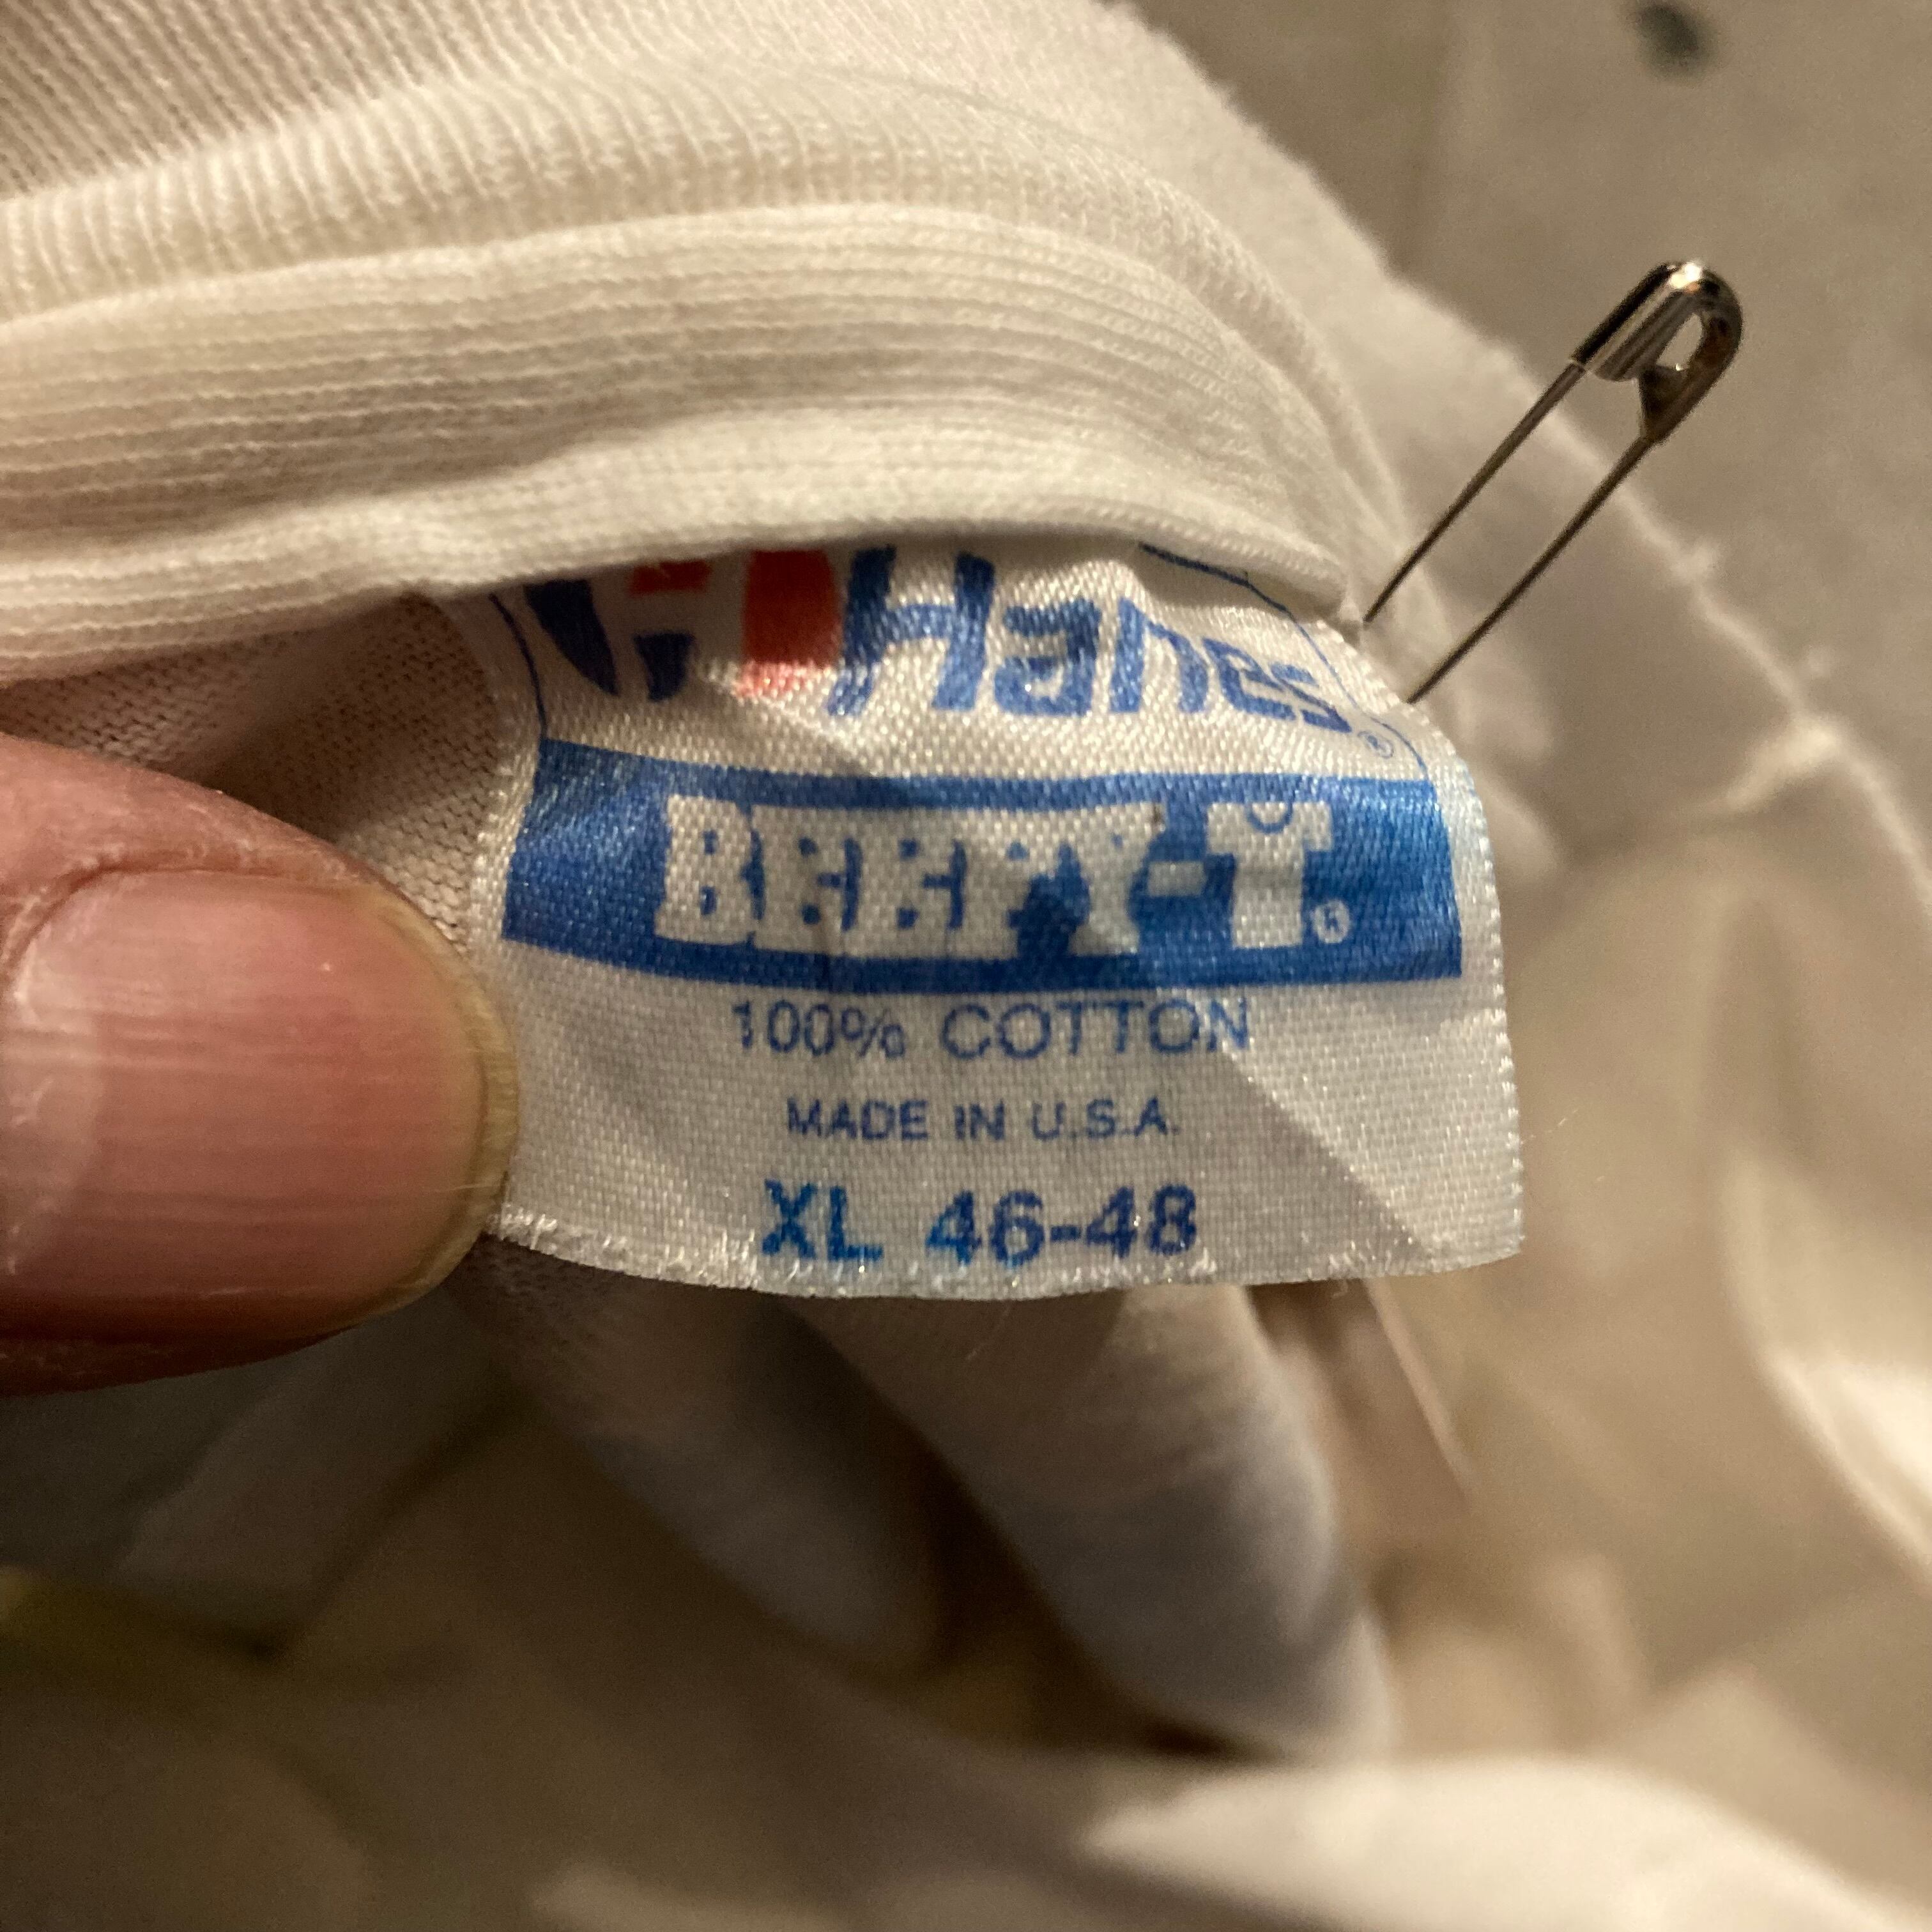 Hanes®
BEEFY-T®
100% COTTON
MADE IN U.S.A.
XL 46-48